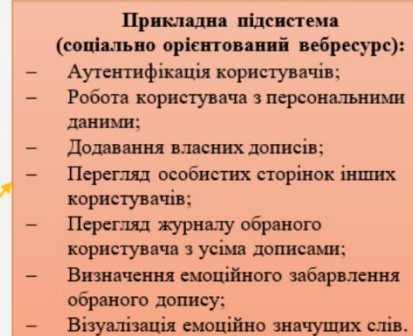 Прикладна підсистема
(соціально орієнтований вебресурс):
– Аутентифікація користувачів;
– Робота користувача з персональними
даними;
– Додавання власних дописів;
– Перегляд особистих сторінок інших
користувачів;
– Перегляд журналу обраного
користувача з усіма дописами;
– Визначення емоційного забарвлення
обраного допису;
– Візуалізація емоційно значущих слів.